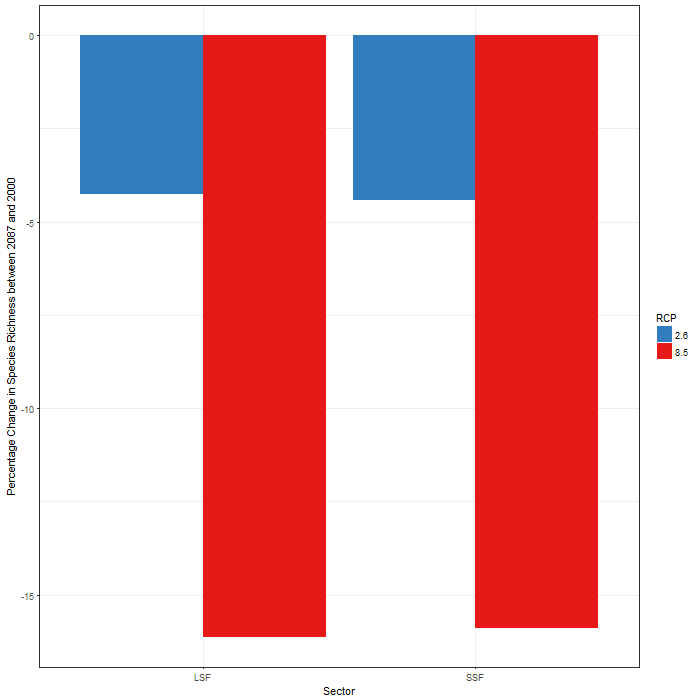 Percentage Change in Species Richness between 2087 and 2000
0
-5
-10
-15
LSF
SSF
Sector
RCP
2.6
8.5